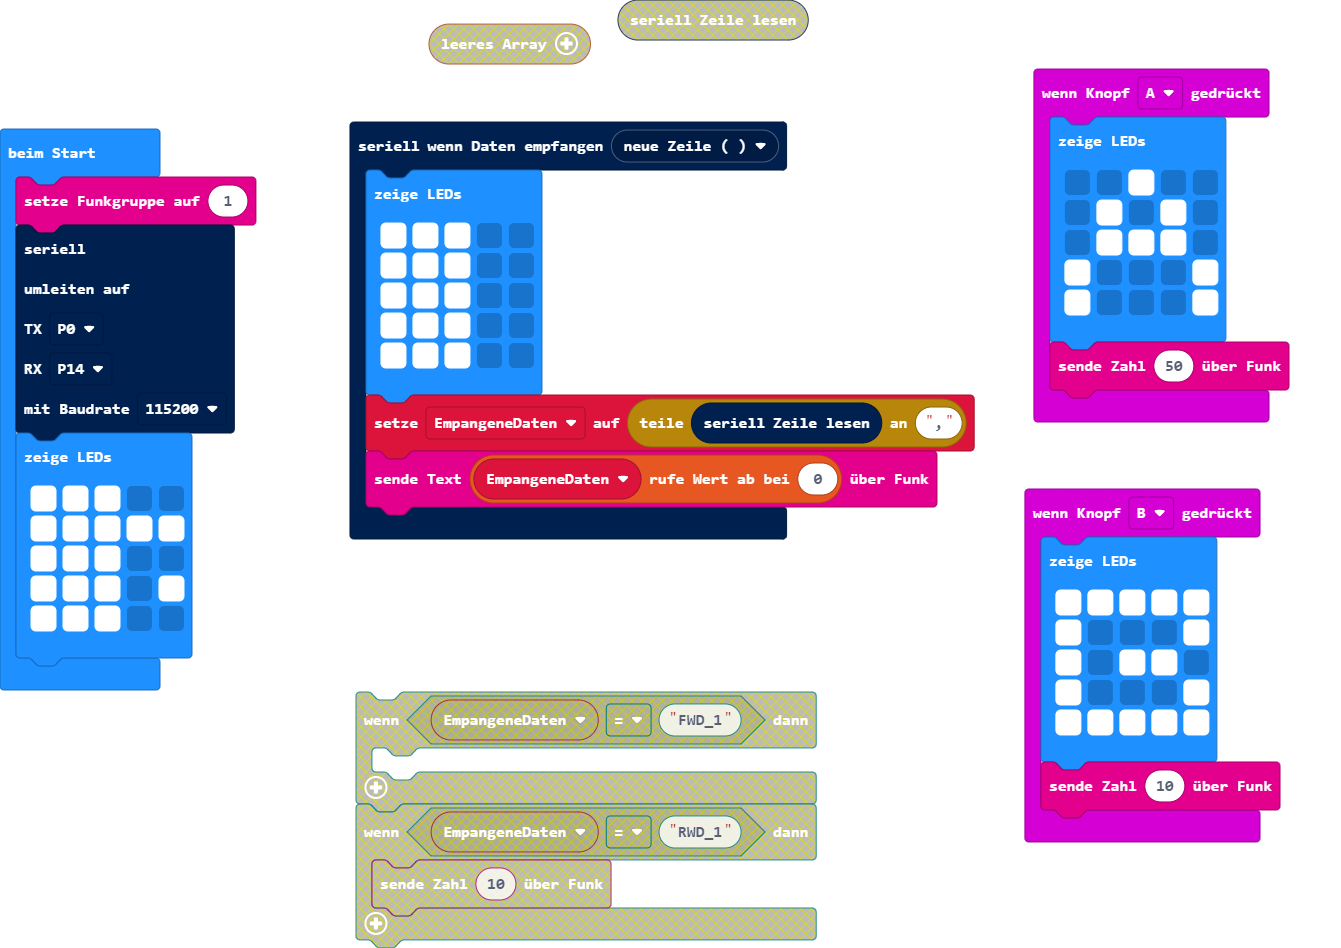 seriell Zeile lesen
leeres Array
beim Start
setze Funkgruppe auf 1
seriell
umleiten auf
TX P0
RX P14
mit Baudrate 115200
zeige LEDs
seriell wenn Daten empfangen neue Zeile ( )
zeige LEDs
setze EmpangeneDaten auf teile seriell Zeile lesen an ","
sende Text EmpangeneDaten rufe Wert ab bei 0 über Funk
wenn Knopf A gedrückt
zeige LEDs
sende Zahl 50 über Funk
wenn Knopf B gedrückt
zeige LEDs
sende Zahl 10 über Funk
wenn EmpangeneDaten = "FWD_1" dann
wenn EmpangeneDaten = "RWD_1" dann
sende Zahl 10 über Funk